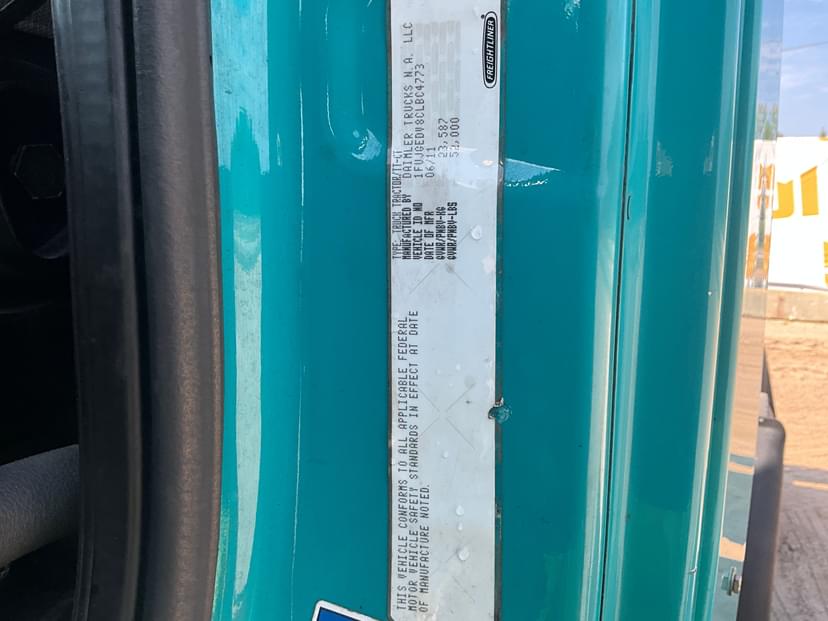 FREIGHTLINER
TYPE: TRUCK TRACTOR/TT-CT
MANUFACTURED BY DAIMLER TRUCKS N.A. LLC
VEHICLE ID NO 1FUJGEDV8CLBC4773
DATE OF MFR 06/11
GVWR/PNBV-KG 23,587
GVWR/PNBV-LBS 52,000
THIS VEHICLE CONFORMS TO ALL APPLICABLE FEDERAL
MOTOR VEHICLE SAFETY STANDARDS IN EFFECT AT DATE
OF MANUFACTURE NOTED.